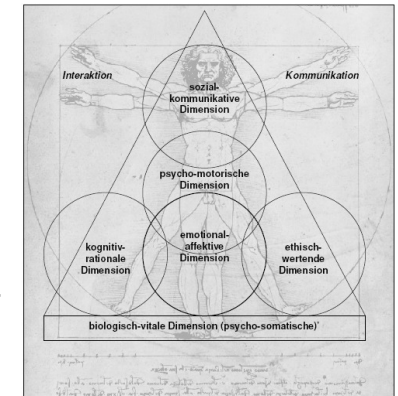 Interaktion
Kommunikation
sozial-
kommunikative
Dimension
psycho-motorische
Dimension
kognitiv-
rationale
Dimension
emotional-
affektive
Dimension
ethisch-
wertende
Dimension
biologisch-vitale Dimension (psycho-somatische)*